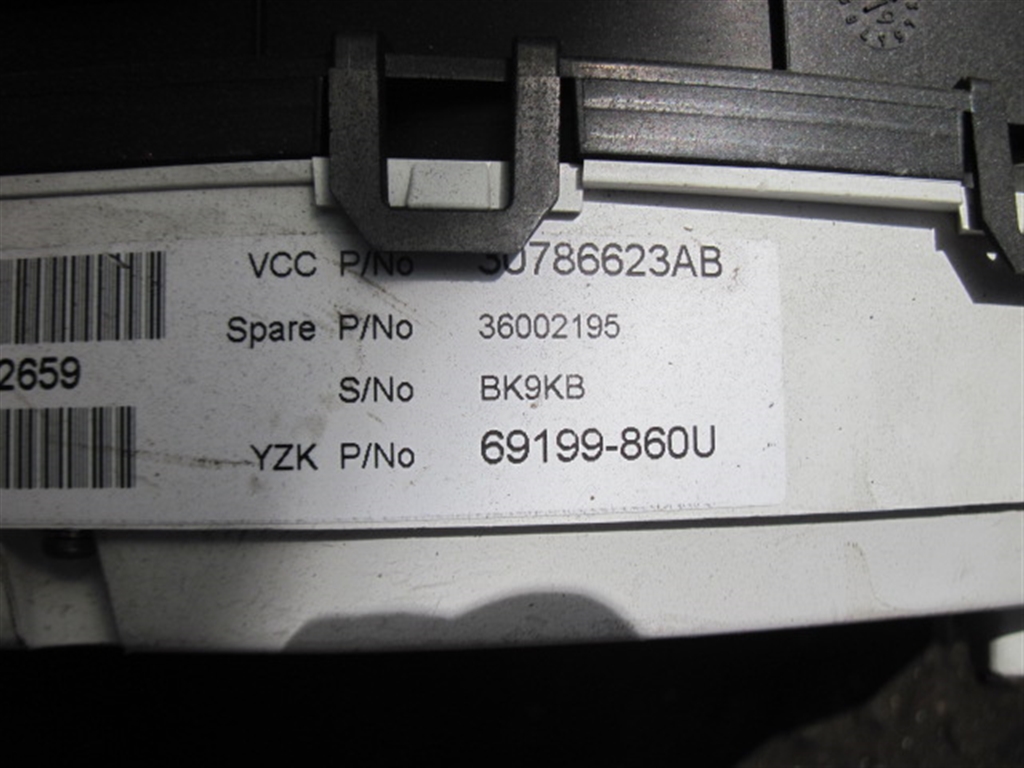 VCC P/No 30786623AB
Spare P/No 36002195
2659
S/No BK9KB
YZK P/No 69199-860U